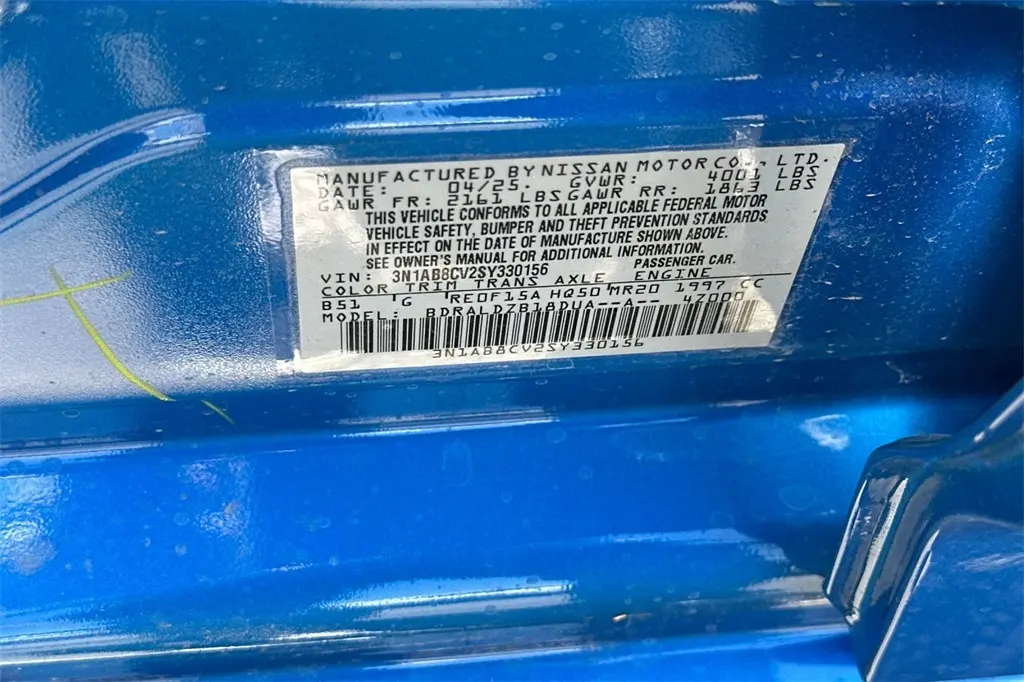 MANUFACTURED BY NISSAN MOTOR CO., LTD.
DATE: 04/25. GVWR: 4001 LBS
GAWR FR: 2161 LBS GAWR RR: 1863 LBS
THIS VEHICLE CONFORMS TO ALL APPLICABLE FEDERAL MOTOR
VEHICLE SAFETY, BUMPER AND THEFT PREVENTION STANDARDS
IN EFFECT ON THE DATE OF MANUFACTURE SHOWN ABOVE.
SEE OWNER'S MANUAL FOR ADDITIONAL INFORMATION.
VIN: 3N1AB8CV2SY330156 PASSENGER CAR.
COLOR TRIM TRANS AXLE ENGINE
B51 G RE0F15A HQ50 MR20 1997 CC
MODEL: BDRALDZB18DUA--A-- 47000
3N1AB8CV2SY330156